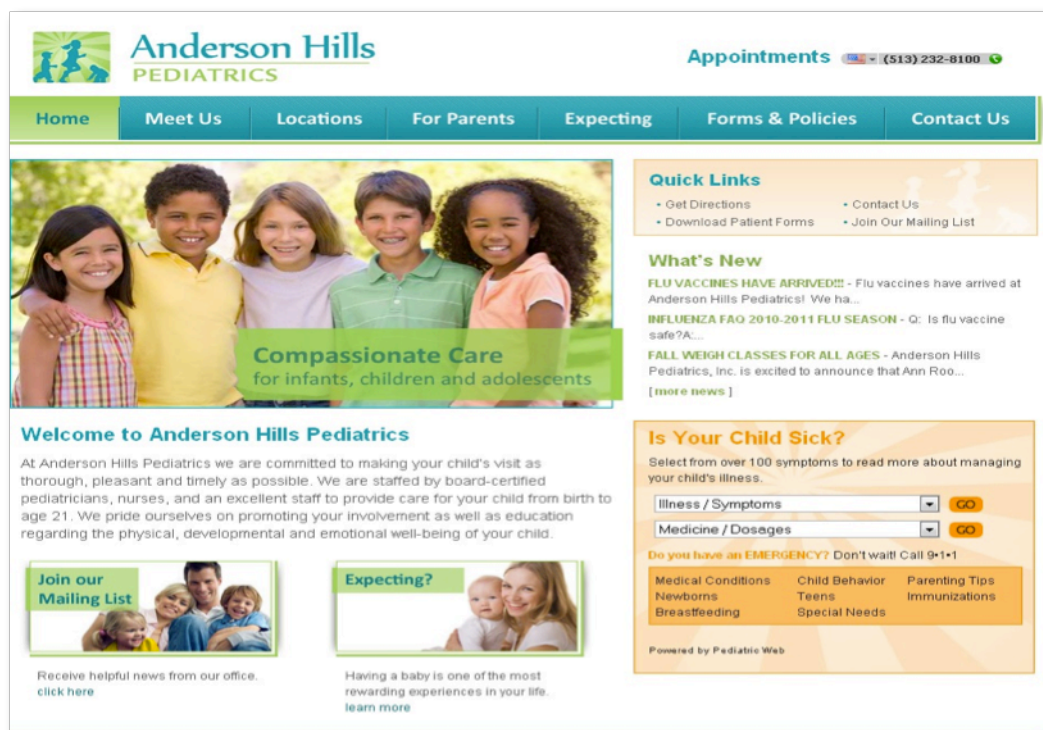 Anderson Hills
PEDIATRICS
Appointments (513) 232-8100
Home Meet Us Locations For Parents Expecting Forms & Policies Contact Us
Compassionate Care
for infants, children and adolescents
Quick Links
• Get Directions • Contact Us
• Download Patient Forms • Join Our Mailing List
What's New
FLU VACCINES HAVE ARRIVED!!! - Flu vaccines have arrived at
Anderson Hills Pediatrics! We ha...
INFLUENZA FAQ 2010-2011 FLU SEASON - Q: Is flu vaccine
safe?A:...
FALL WEIGH CLASSES FOR ALL AGES - Anderson Hills
Pediatrics, Inc. is excited to announce that Ann Roo...
[more news ]
Welcome to Anderson Hills Pediatrics
At Anderson Hills Pediatrics we are committed to making your child's visit as
thorough, pleasant and timely as possible. We are staffed by board-certified
pediatricians, nurses, and an excellent staff to provide care for your child from birth to
age 21. We pride ourselves on promoting your involvement as well as education
regarding the physical, developmental and emotional well-being of your child.
Join our
Mailing List
Receive helpful news from our office.
click here
Expecting?
Having a baby is one of the most
rewarding experiences in your life.
learn more
Is Your Child Sick?
Select from over 100 symptoms to read more about managing
your child's illness.
Illness / Symptoms GO
Medicine / Dosages GO
Do you have an EMERGENCY? Don't wait! Call 9•1•1
Medical Conditions Child Behavior Parenting Tips
Newborns Teens Immunizations
Breastfeeding Special Needs
Powered by Pediatric Web